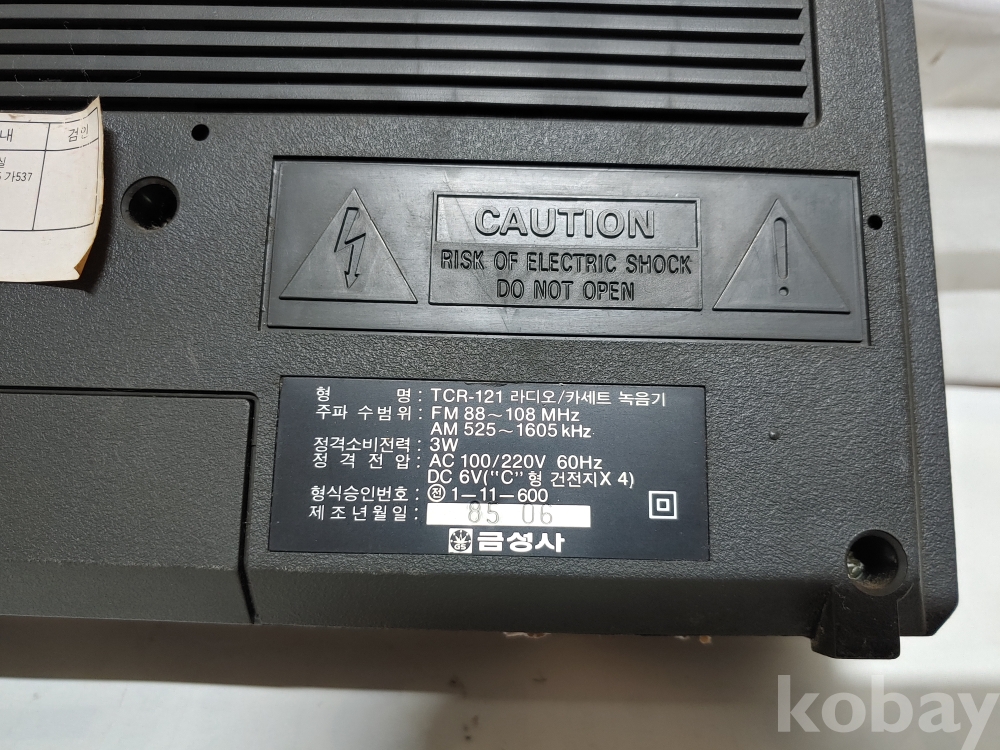 내 검인
실
가537
CAUTION
RISK OF ELECTRIC SHOCK
DO NOT OPEN
형 명 : TCR-121 라디오/카세트 녹음기
주파 수범위 : FM 88~108 MHz
AM 525~1605 kHz
정격소비전력 : 3W
정 격 전 압 : AC 100/220V 60Hz
DC 6V("C" 형 건전지X 4)
형식승인번호 : 전 1-11-600
제 조 년 월 일 : 85 06
GS 금성사
kobay